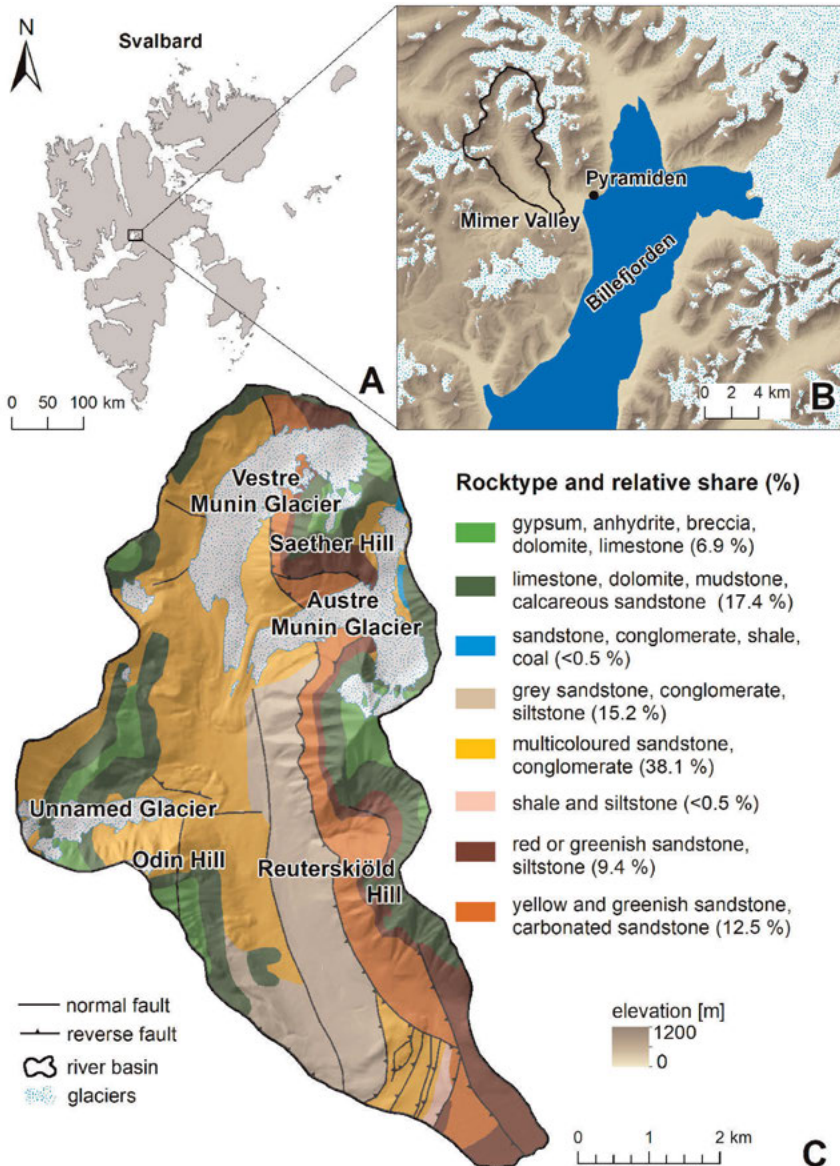 N
Svalbard
A
0 50 100 km
Pyramiden
Mimer Valley
Billefjorden
B
0 2 4 km
Vestre
Munin Glacier
Saether Hill
Austre
Munin Glacier
Unnamed Glacier
Odin Hill
Reuterskiöld
Hill
Rocktype and relative share (%)
gypsum, anhydrite, breccia,
dolomite, limestone (6.9 %)
limestone, dolomite, mudstone,
calcareous sandstone (17.4 %)
sandstone, conglomerate, shale,
coal (<0.5 %)
grey sandstone, conglomerate,
siltstone (15.2 %)
multicoloured sandstone,
conglomerate (38.1 %)
shale and siltstone (<0.5 %)
red or greenish sandstone,
siltstone (9.4 %)
yellow and greenish sandstone,
carbonated sandstone (12.5 %)
normal fault
reverse fault
river basin
glaciers
elevation [m]
1200
0
0 1 2 km
C